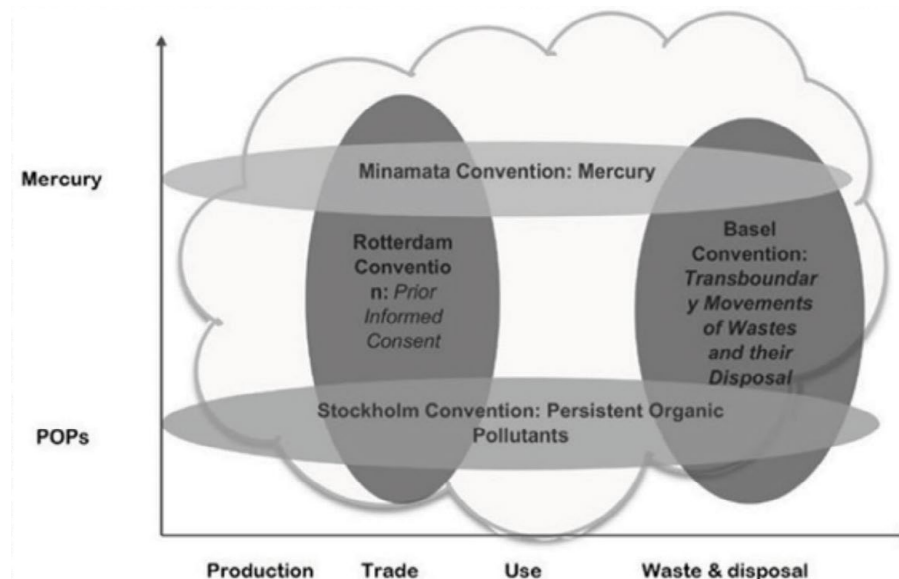 Mercury
Minamata Convention: Mercury
Rotterdam
Conventio
n: Prior
Informed
Consent
Basel
Convention:
Transboundar
y Movements
of Wastes
and their
Disposal
POPs
Stockholm Convention: Persistent Organic
Pollutants
Production Trade Use Waste & disposal